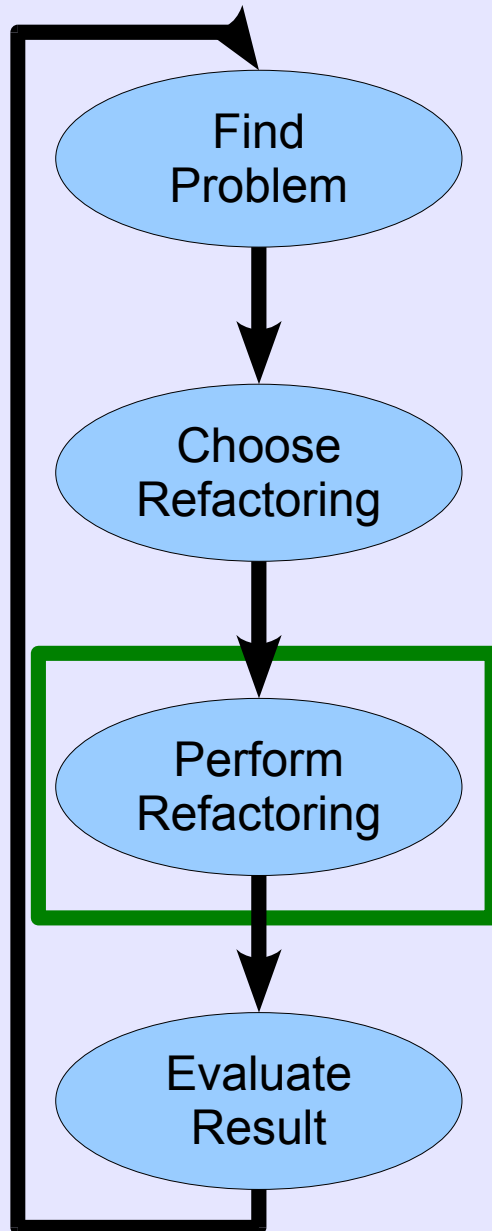 Find
Problem
Choose
Refactoring
Perform
Refactoring
Evaluate
Result